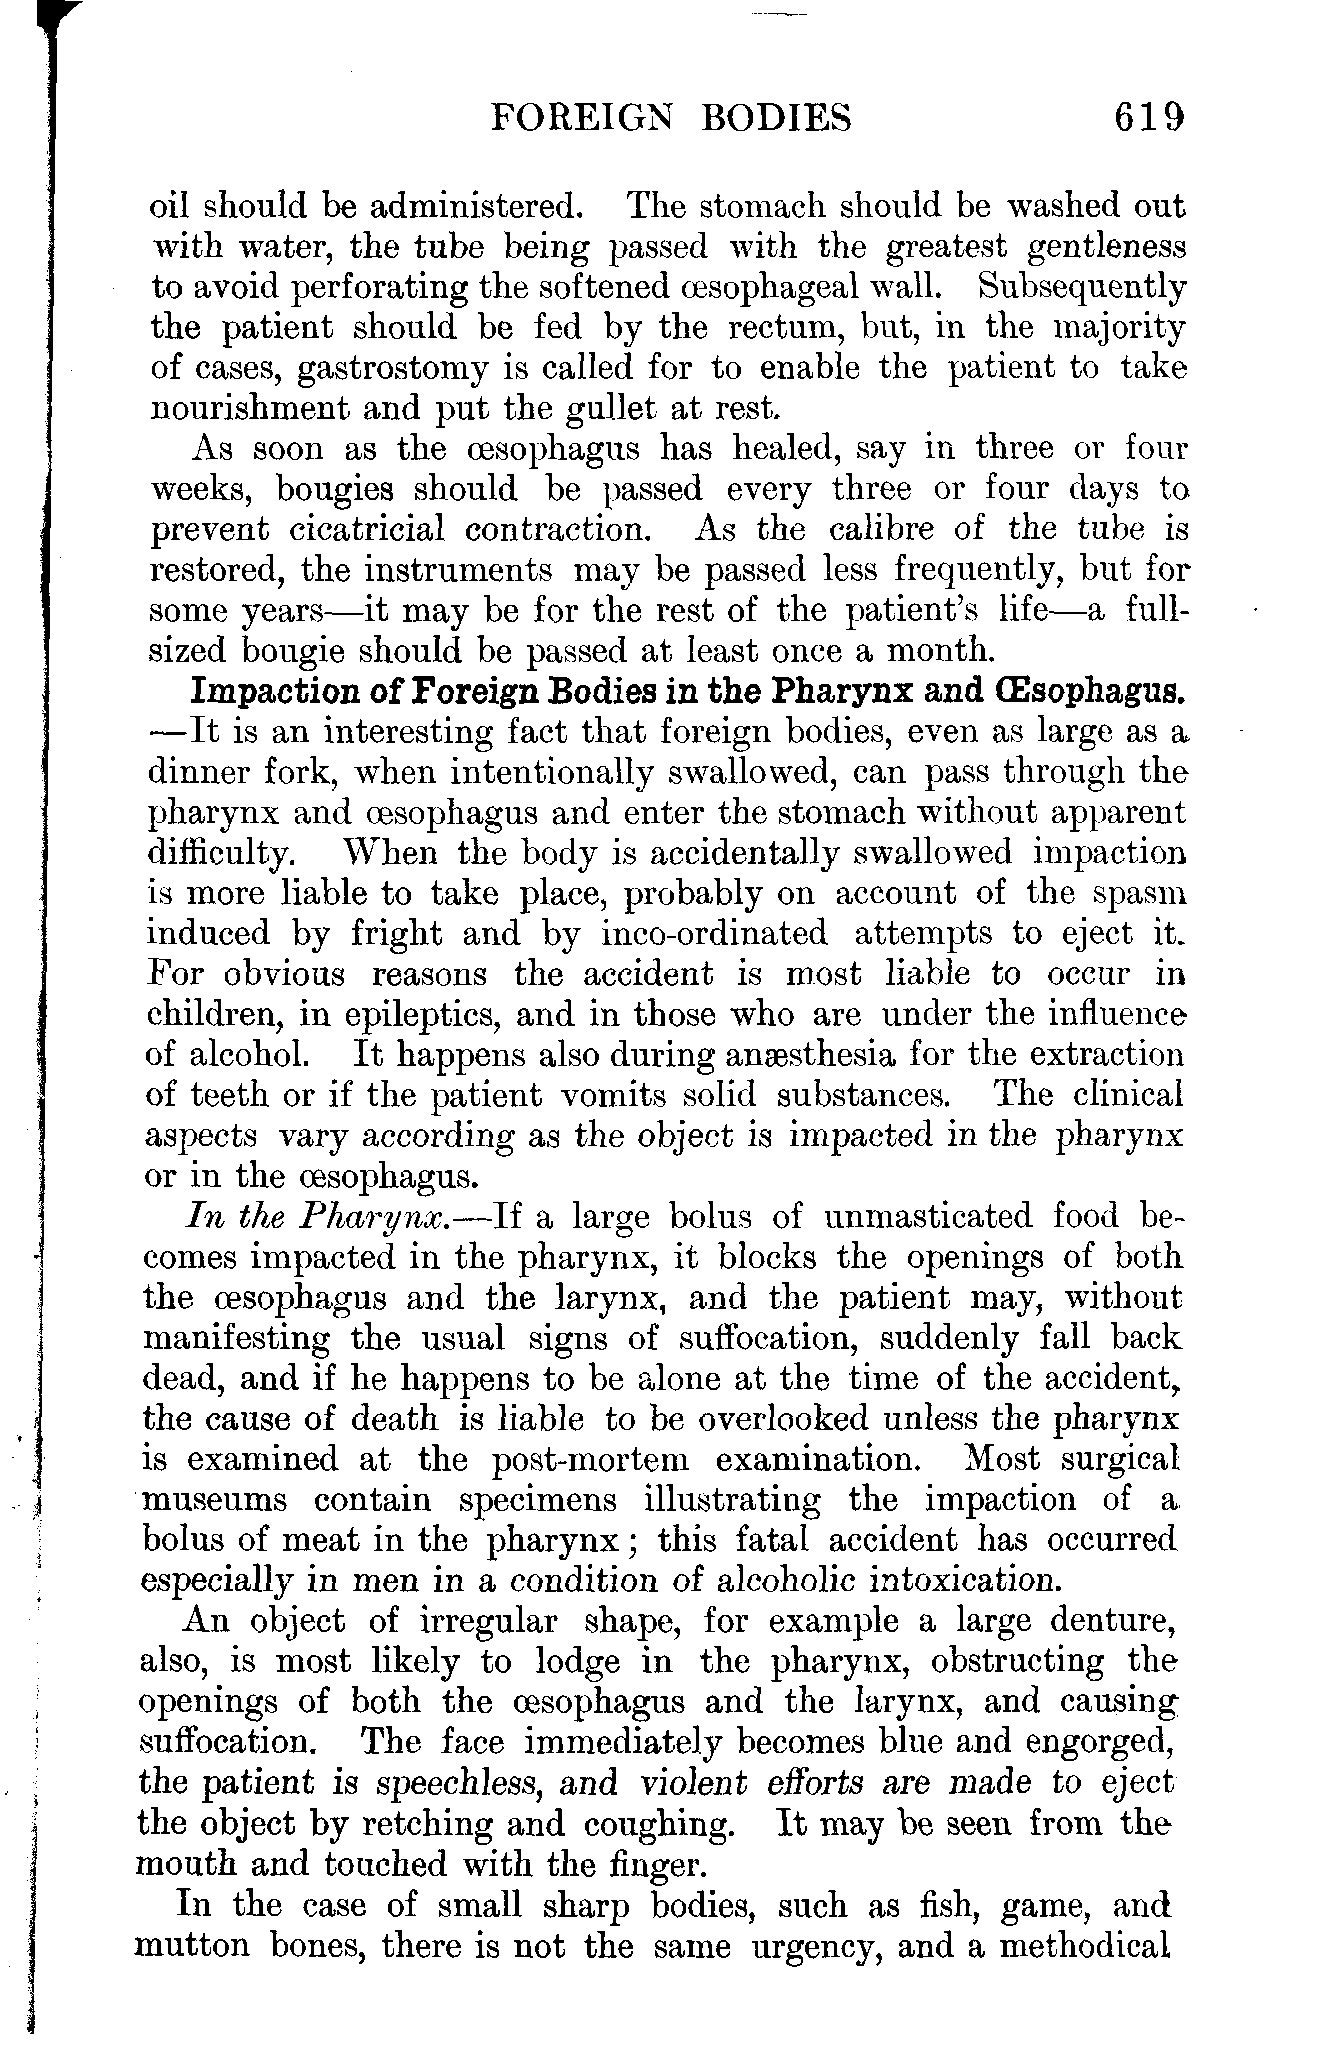 FOREIGN BODIES 619
oil should be administered. The stomach should be washed out
with water, the tube being passed with the greatest gentleness
to avoid perforating the softened œsophageal wall. Subsequently
the patient should be fed by the rectum, but, in the majority
of cases, gastrostomy is called for to enable the patient to take
nourishment and put the gullet at rest.
As soon as the œsophagus has healed, say in three or four
weeks, bougies should be passed every three or four days to
prevent cicatricial contraction. As the calibre of the tube is
restored, the instruments may be passed less frequently, but for
some years—it may be for the rest of the patient's life—a full-
sized bougie should be passed at least once a month.
Impaction of Foreign Bodies in the Pharynx and Œsophagus.
—It is an interesting fact that foreign bodies, even as large as a
dinner fork, when intentionally swallowed, can pass through the
pharynx and œsophagus and enter the stomach without apparent
difficulty. When the body is accidentally swallowed impaction
is more liable to take place, probably on account of the spasm
induced by fright and by inco-ordinated attempts to eject it.
For obvious reasons the accident is most liable to occur in
children, in epileptics, and in those who are under the influence
of alcohol. It happens also during anæsthesia for the extraction
of teeth or if the patient vomits solid substances. The clinical
aspects vary according as the object is impacted in the pharynx
or in the œsophagus.
In the Pharynx.—If a large bolus of unmasticated food be-
comes impacted in the pharynx, it blocks the openings of both
the œsophagus and the larynx, and the patient may, without
manifesting the usual signs of suffocation, suddenly fall back
dead, and if he happens to be alone at the time of the accident,
the cause of death is liable to be overlooked unless the pharynx
is examined at the post-mortem examination. Most surgical
museums contain specimens illustrating the impaction of a
bolus of meat in the pharynx; this fatal accident has occurred
especially in men in a condition of alcoholic intoxication.
An object of irregular shape, for example a large denture,
also, is most likely to lodge in the pharynx, obstructing the
openings of both the œsophagus and the larynx, and causing
suffocation. The face immediately becomes blue and engorged,
the patient is speechless, and violent efforts are made to eject
the object by retching and coughing. It may be seen from the
mouth and touched with the finger.
In the case of small sharp bodies, such as fish, game, and
mutton bones, there is not the same urgency, and a methodical